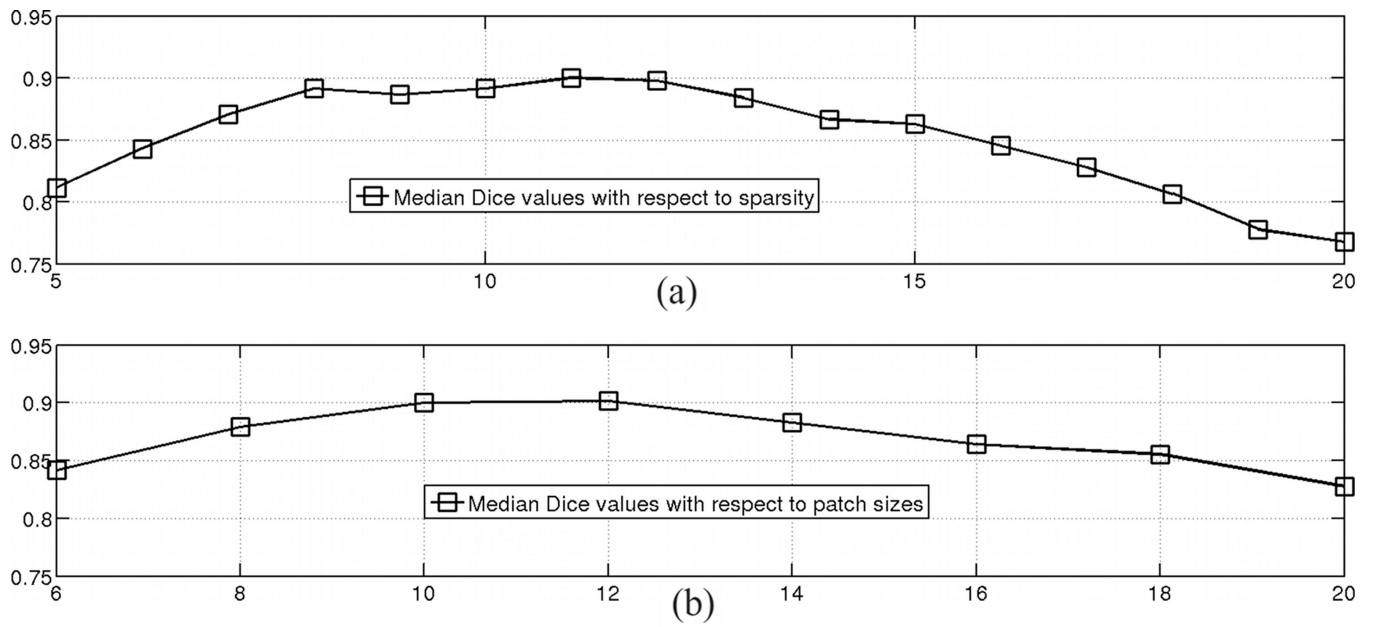 0.95
0.9
0.85
0.8
0.75
Median Dice values with respect to sparsity
5 10 15 20
(a)
0.95
0.9
0.85
0.8
0.75
Median Dice values with respect to patch sizes
6 8 10 12 14 16 18 20
(b)